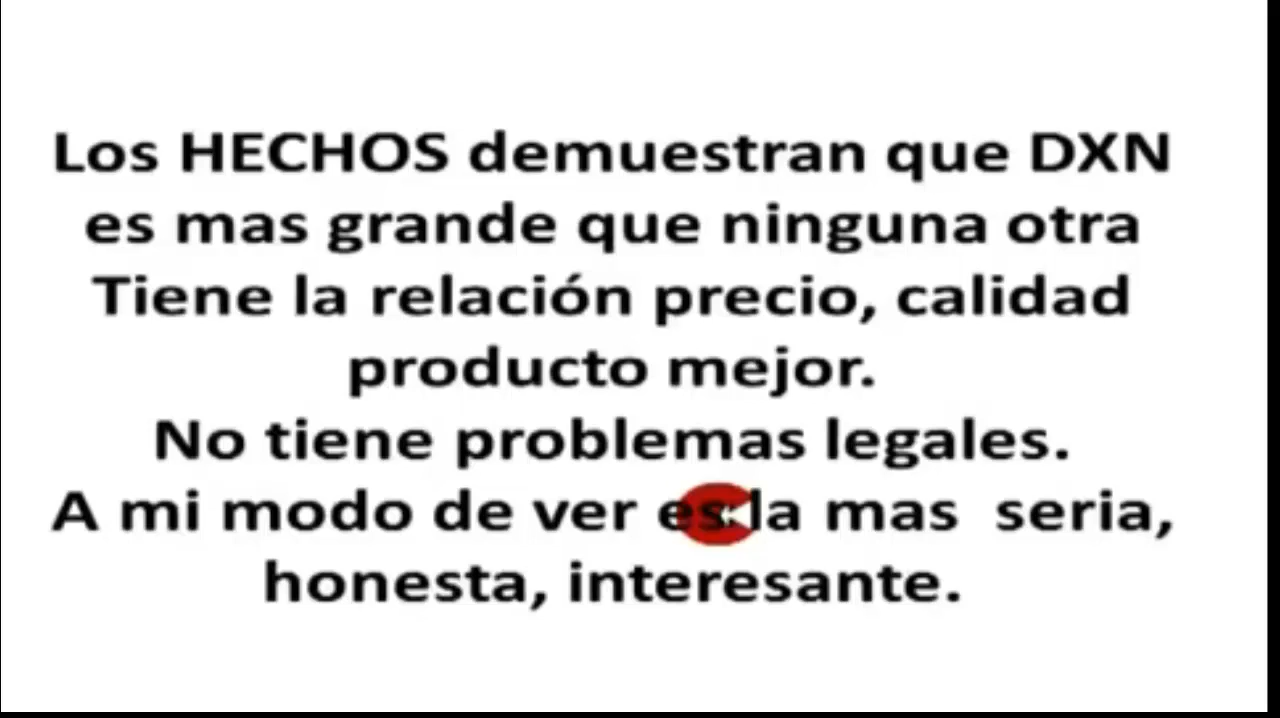 Los HECHOS demuestran que DXN
es mas grande que ninguna otra
Tiene la relación precio, calidad
producto mejor.
No tiene problemas legales.
A mi modo de ver es la mas  seria,
honesta, interesante.